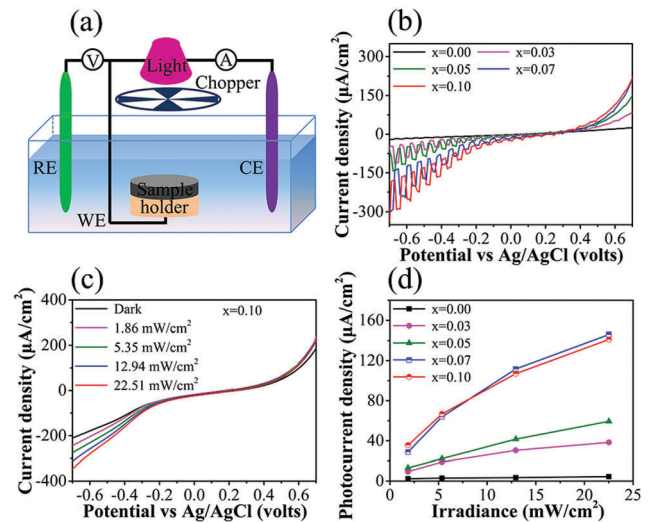 (a)
V
Light
A
Chopper
RE
CE
Sample
holder
WE
(b)
Current density (μA/cm²)
300
150
0
-150
-300
x=0.00
x=0.03
x=0.05
x=0.07
x=0.10
-0.6 -0.4 -0.2 0.0 0.2 0.4 0.6
Potential vs Ag/AgCl (volts)
(c)
Current density (μA/cm²)
400
200
0
-200
-400
Dark
x=0.10
1.86 mW/cm²
5.35 mW/cm²
12.94 mW/cm²
22.51 mW/cm²
-0.6 -0.4 -0.2 0.0 0.2 0.4 0.6
Potential vs Ag/AgCl (volts)
(d)
Photocurrent density (μA/cm²)
160
120
80
40
0
x=0.00
x=0.03
x=0.05
x=0.07
x=0.10
0 5 10 15 20 25
Irradiance (mW/cm²)